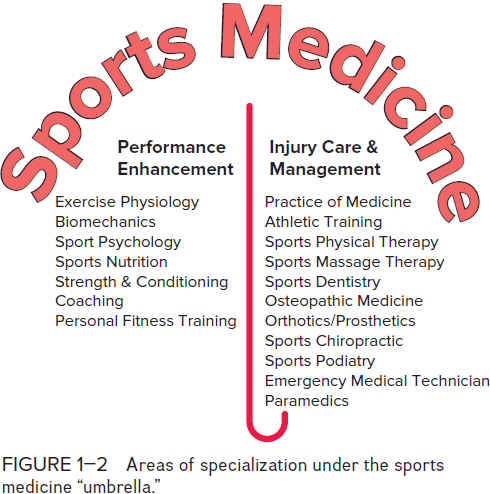 Sports Medicine
Performance
Enhancement
Exercise Physiology
Biomechanics
Sport Psychology
Sports Nutrition
Strength & Conditioning
Coaching
Personal Fitness Training
Injury Care &
Management
Practice of Medicine
Athletic Training
Sports Physical Therapy
Sports Massage Therapy
Sports Dentistry
Osteopathic Medicine
Orthotics/Prosthetics
Sports Chiropractic
Sports Podiatry
Emergency Medical Technician
Paramedics
FIGURE 1–2 Areas of specialization under the sports
medicine “umbrella.”